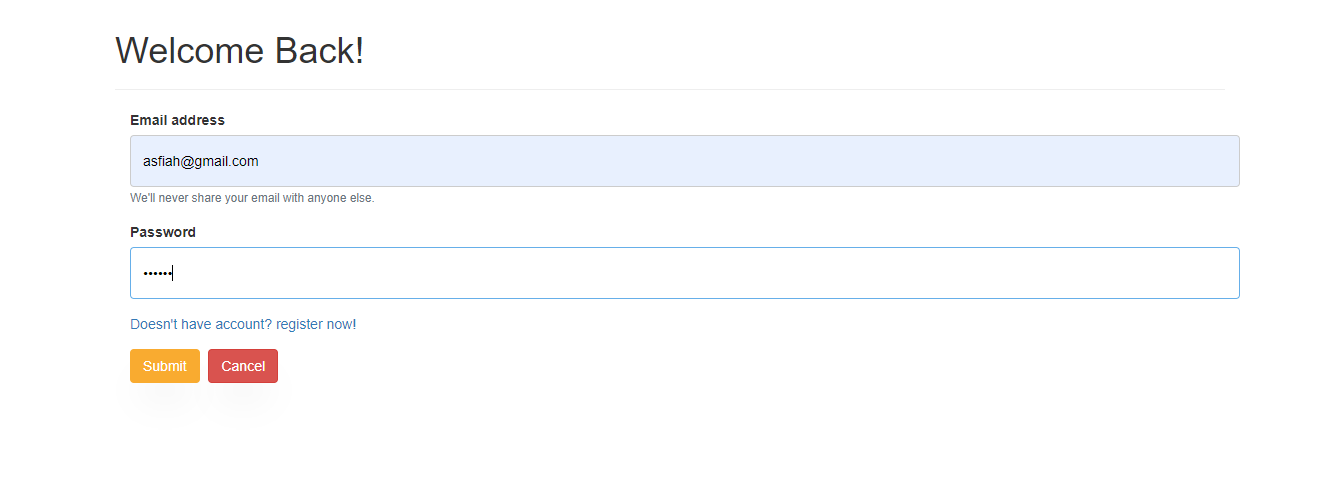 Welcome Back!
Email address
asfiah@gmail.com
We'll never share your email with anyone else.
Password
••••••
Doesn't have account? register now!
Submit Cancel